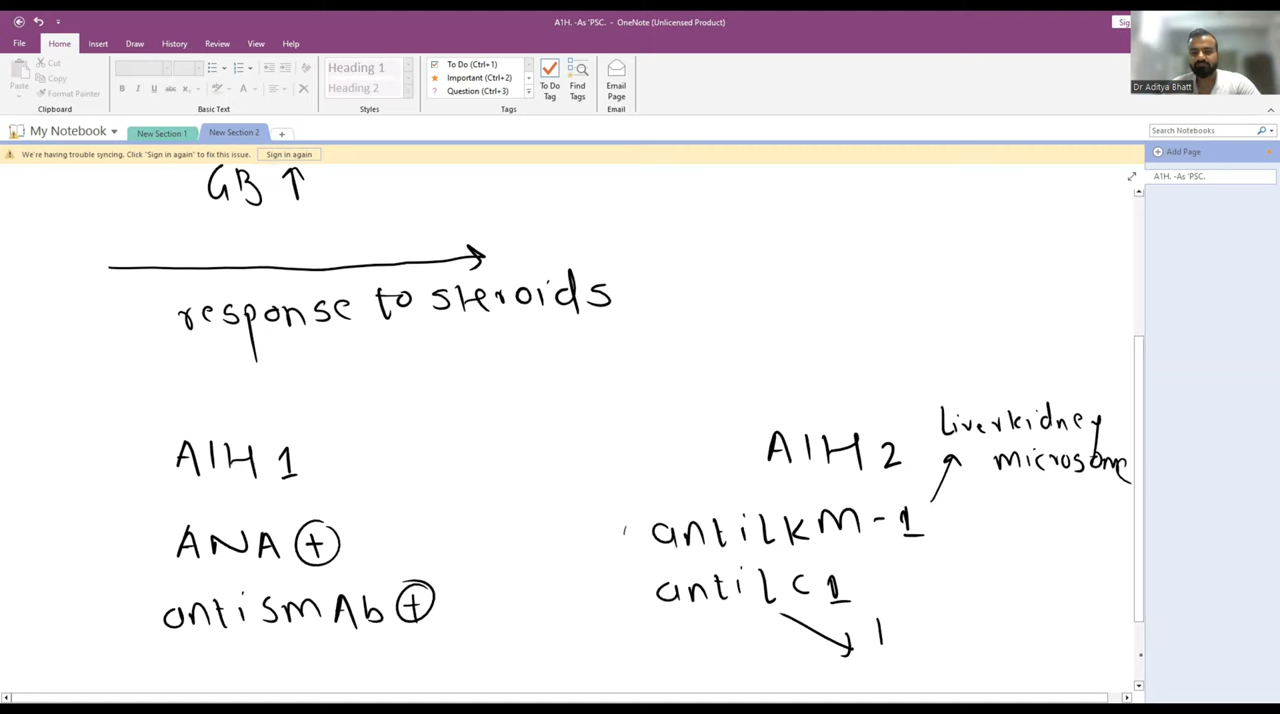 A1H. -As 'PSC. - OneNote (Unlicensed Product)
File Home Insert Draw History Review View Help
Cut
Copy
Format Painter
Paste
Clipboard
B I U abc
Basic Text
Heading 1
Heading 2
Styles
To Do (Ctrl+1)
Important (Ctrl+2)
Question (Ctrl+3)
To Do Tag
Find Tags
Tags
Email Page
Email
Dr Aditya Bhatt
My Notebook New Section 1 New Section 2
Search Notebooks
We're having trouble syncing. Click "Sign in again" to fix this issue. Sign in again
Add Page
A1H. -As 'PSC.
response to steroids
AIH 1
ANA +
antismAb +
AIH 2
Liverkidney
microsome
antiLKM-1
antiLC1